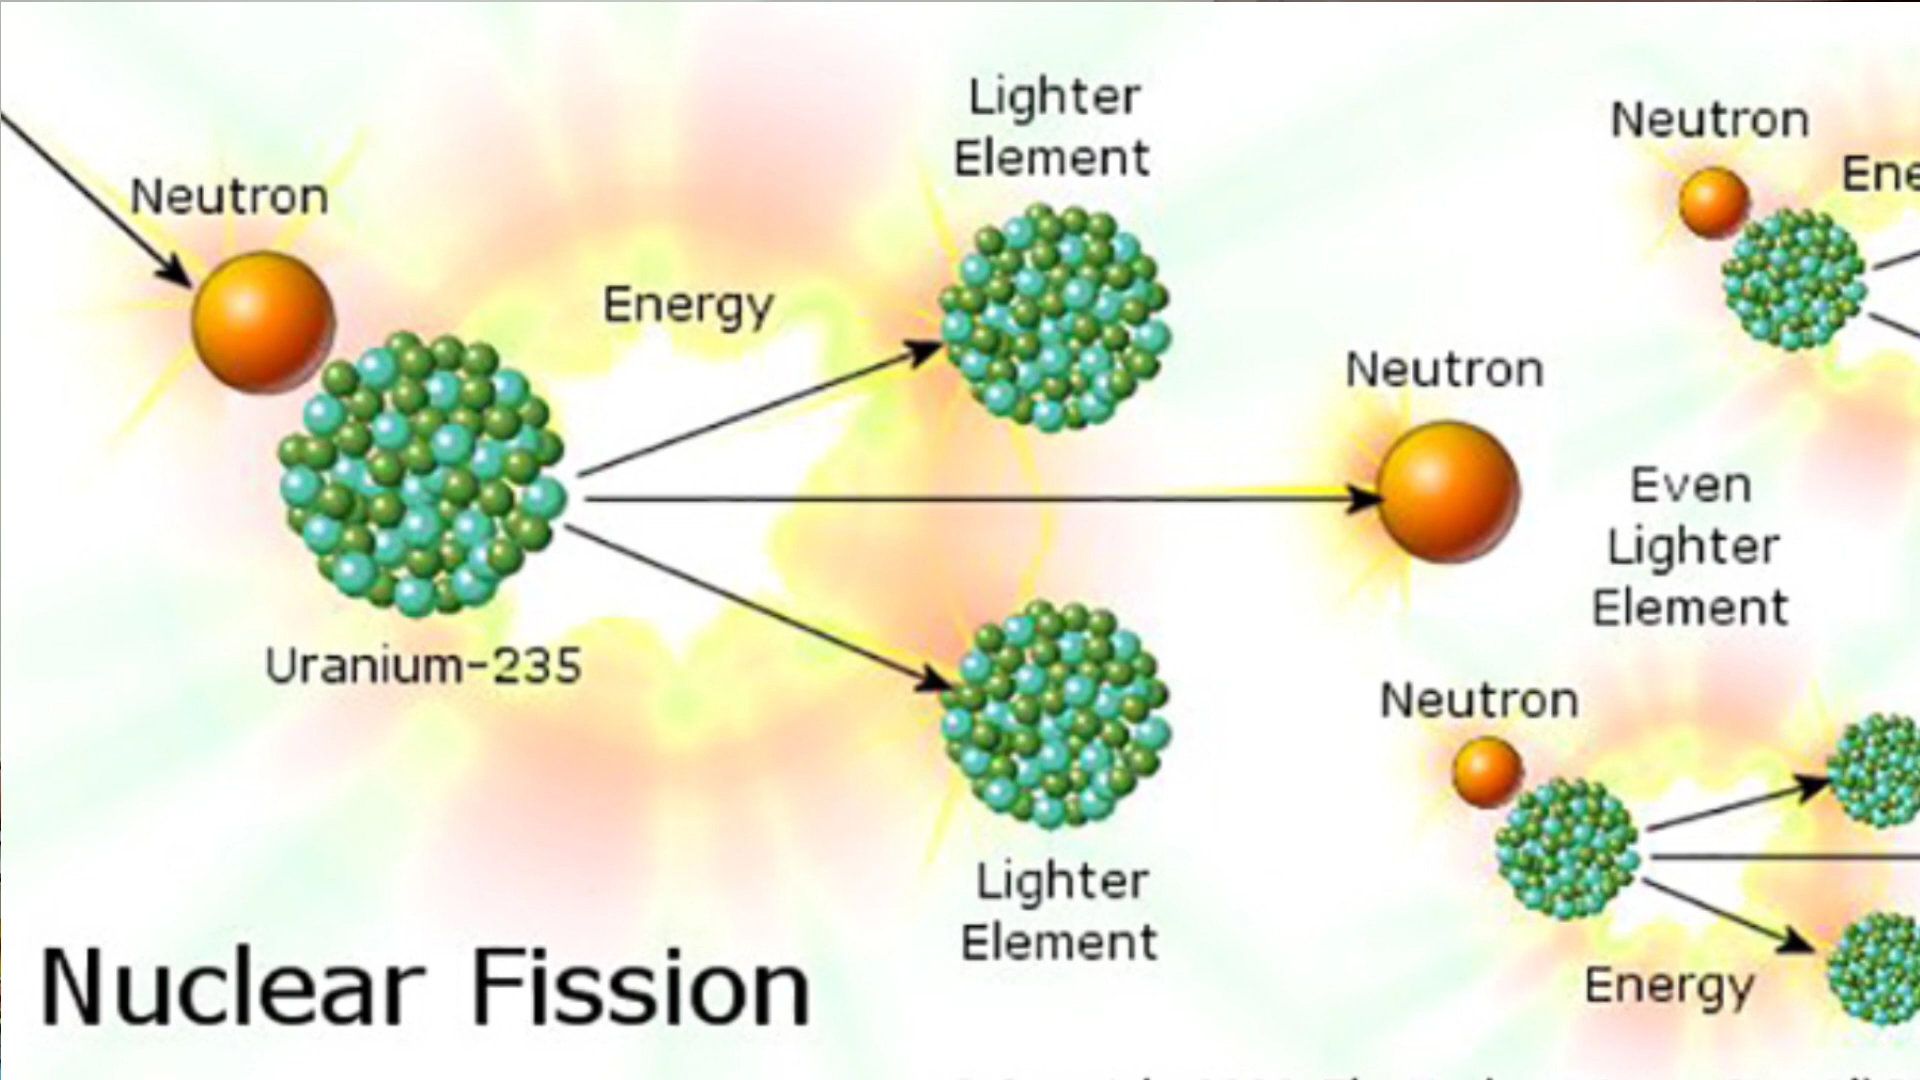 Neutron
Uranium-235
Energy
Lighter
Element
Lighter
Element
Neutron
Neutron
Even
Lighter
Element
Neutron
Energy
Nuclear Fission